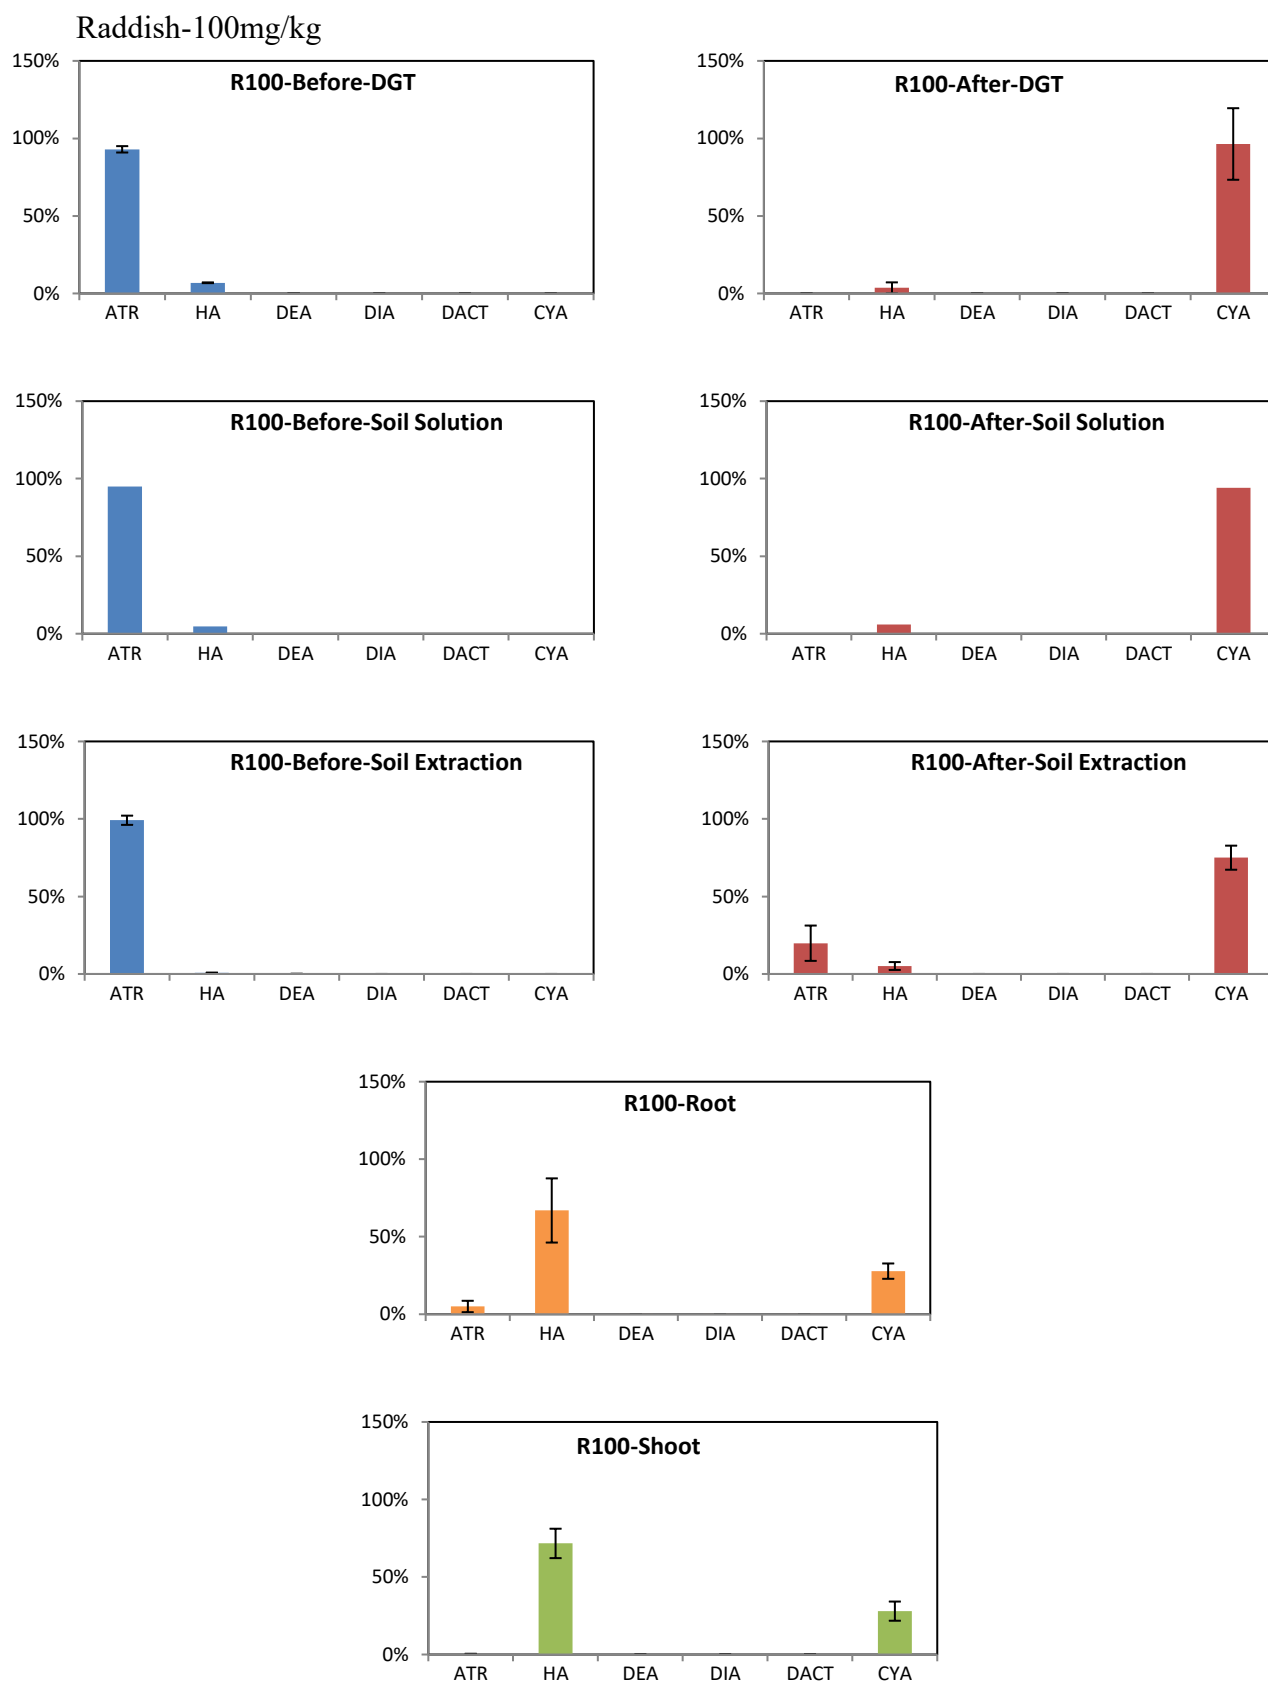 Raddish-100mg/kg
R100-Before-DGT
150%
100%
50%
0%
ATR HA DEA DIA DACT CYA
R100-After-DGT
150%
100%
50%
0%
ATR HA DEA DIA DACT CYA
R100-Before-Soil Solution
150%
100%
50%
0%
ATR HA DEA DIA DACT CYA
R100-After-Soil Solution
150%
100%
50%
0%
ATR HA DEA DIA DACT CYA
R100-Before-Soil Extraction
150%
100%
50%
0%
ATR HA DEA DIA DACT CYA
R100-After-Soil Extraction
150%
100%
50%
0%
ATR HA DEA DIA DACT CYA
R100-Root
150%
100%
50%
0%
ATR HA DEA DIA DACT CYA
R100-Shoot
150%
100%
50%
0%
ATR HA DEA DIA DACT CYA